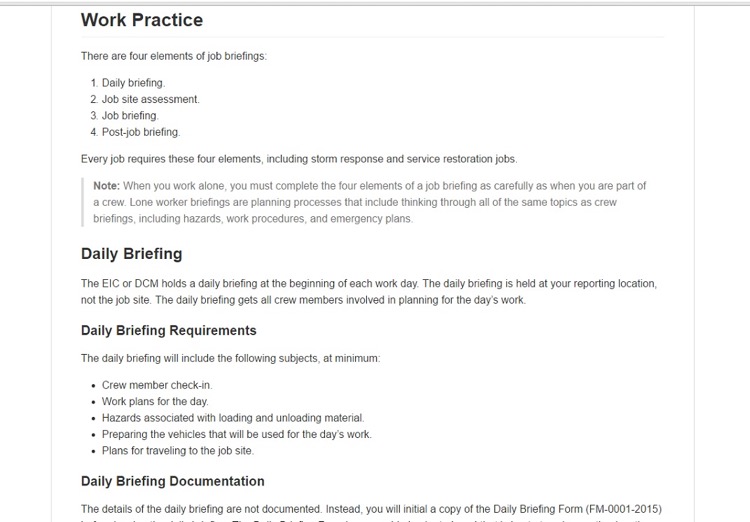 Work Practice
There are four elements of job briefings:
1. Daily briefing.
2. Job site assessment.
3. Job briefing.
4. Post-job briefing.
Every job requires these four elements, including storm response and service restoration jobs.
Note: When you work alone, you must complete the four elements of a job briefing as carefully as when you are part of
a crew. Lone worker briefings are planning processes that include thinking through all of the same topics as crew
briefings, including hazards, work procedures, and emergency plans.
Daily Briefing
The EIC or DCM holds a daily briefing at the beginning of each work day. The daily briefing is held at your reporting location,
not the job site. The daily briefing gets all crew members involved in planning for the day's work.
Daily Briefing Requirements
The daily briefing will include the following subjects, at minimum:
• Crew member check-in.
• Work plans for the day.
• Hazards associated with loading and unloading material.
• Preparing the vehicles that will be used for the day's work.
• Plans for traveling to the job site.
Daily Briefing Documentation
The details of the daily briefing are not documented. Instead, you will initial a copy of the Daily Briefing Form (FM-0001-2015)